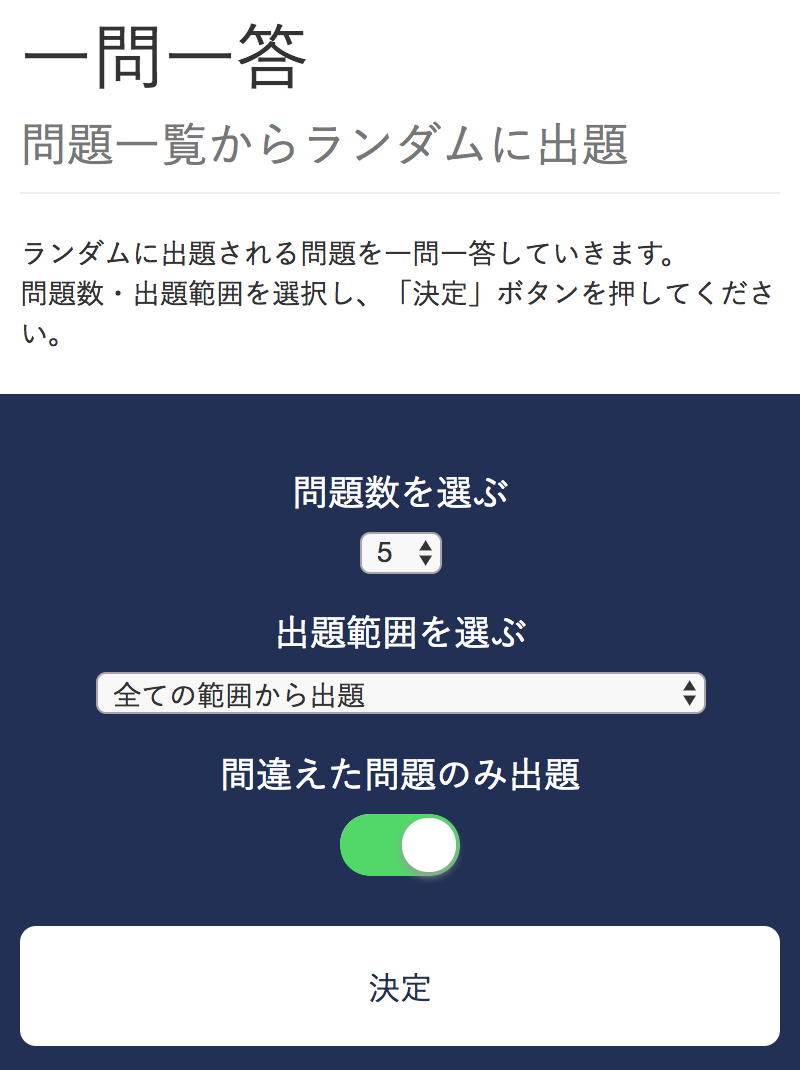 一問一答
問題一覧からランダムに出題
ランダムに出題される問題を一問一答していきます。
問題数・出題範囲を選択し、「決定」ボタンを押してくださ
い。
問題数を選ぶ
5
出題範囲を選ぶ
全ての範囲から出題
間違えた問題のみ出題
決定